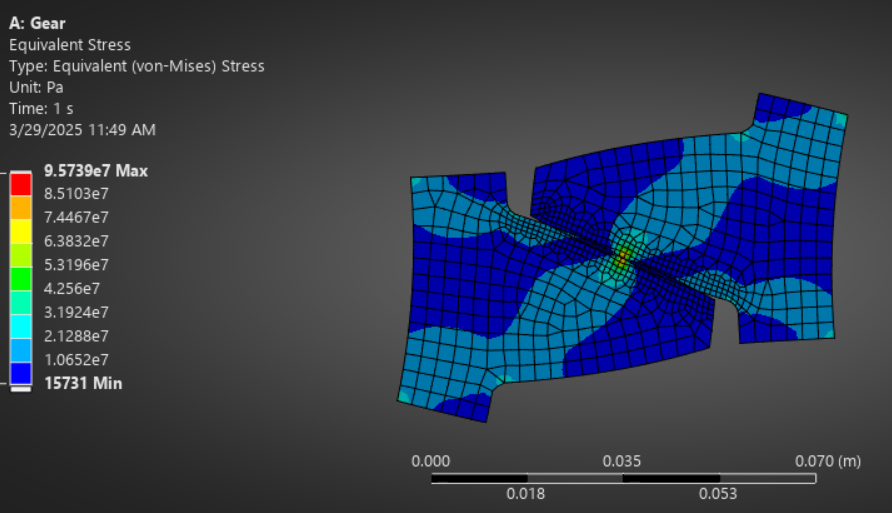 A: Gear
Equivalent Stress
Type: Equivalent (von-Mises) Stress
Unit: Pa
Time: 1 s
3/29/2025 11:49 AM
9.5739e7 Max
8.5103e7
7.4467e7
6.3832e7
5.3196e7
4.256e7
3.1924e7
2.1288e7
1.0652e7
15731 Min
0.000 0.035 0.070 (m)
0.018 0.053